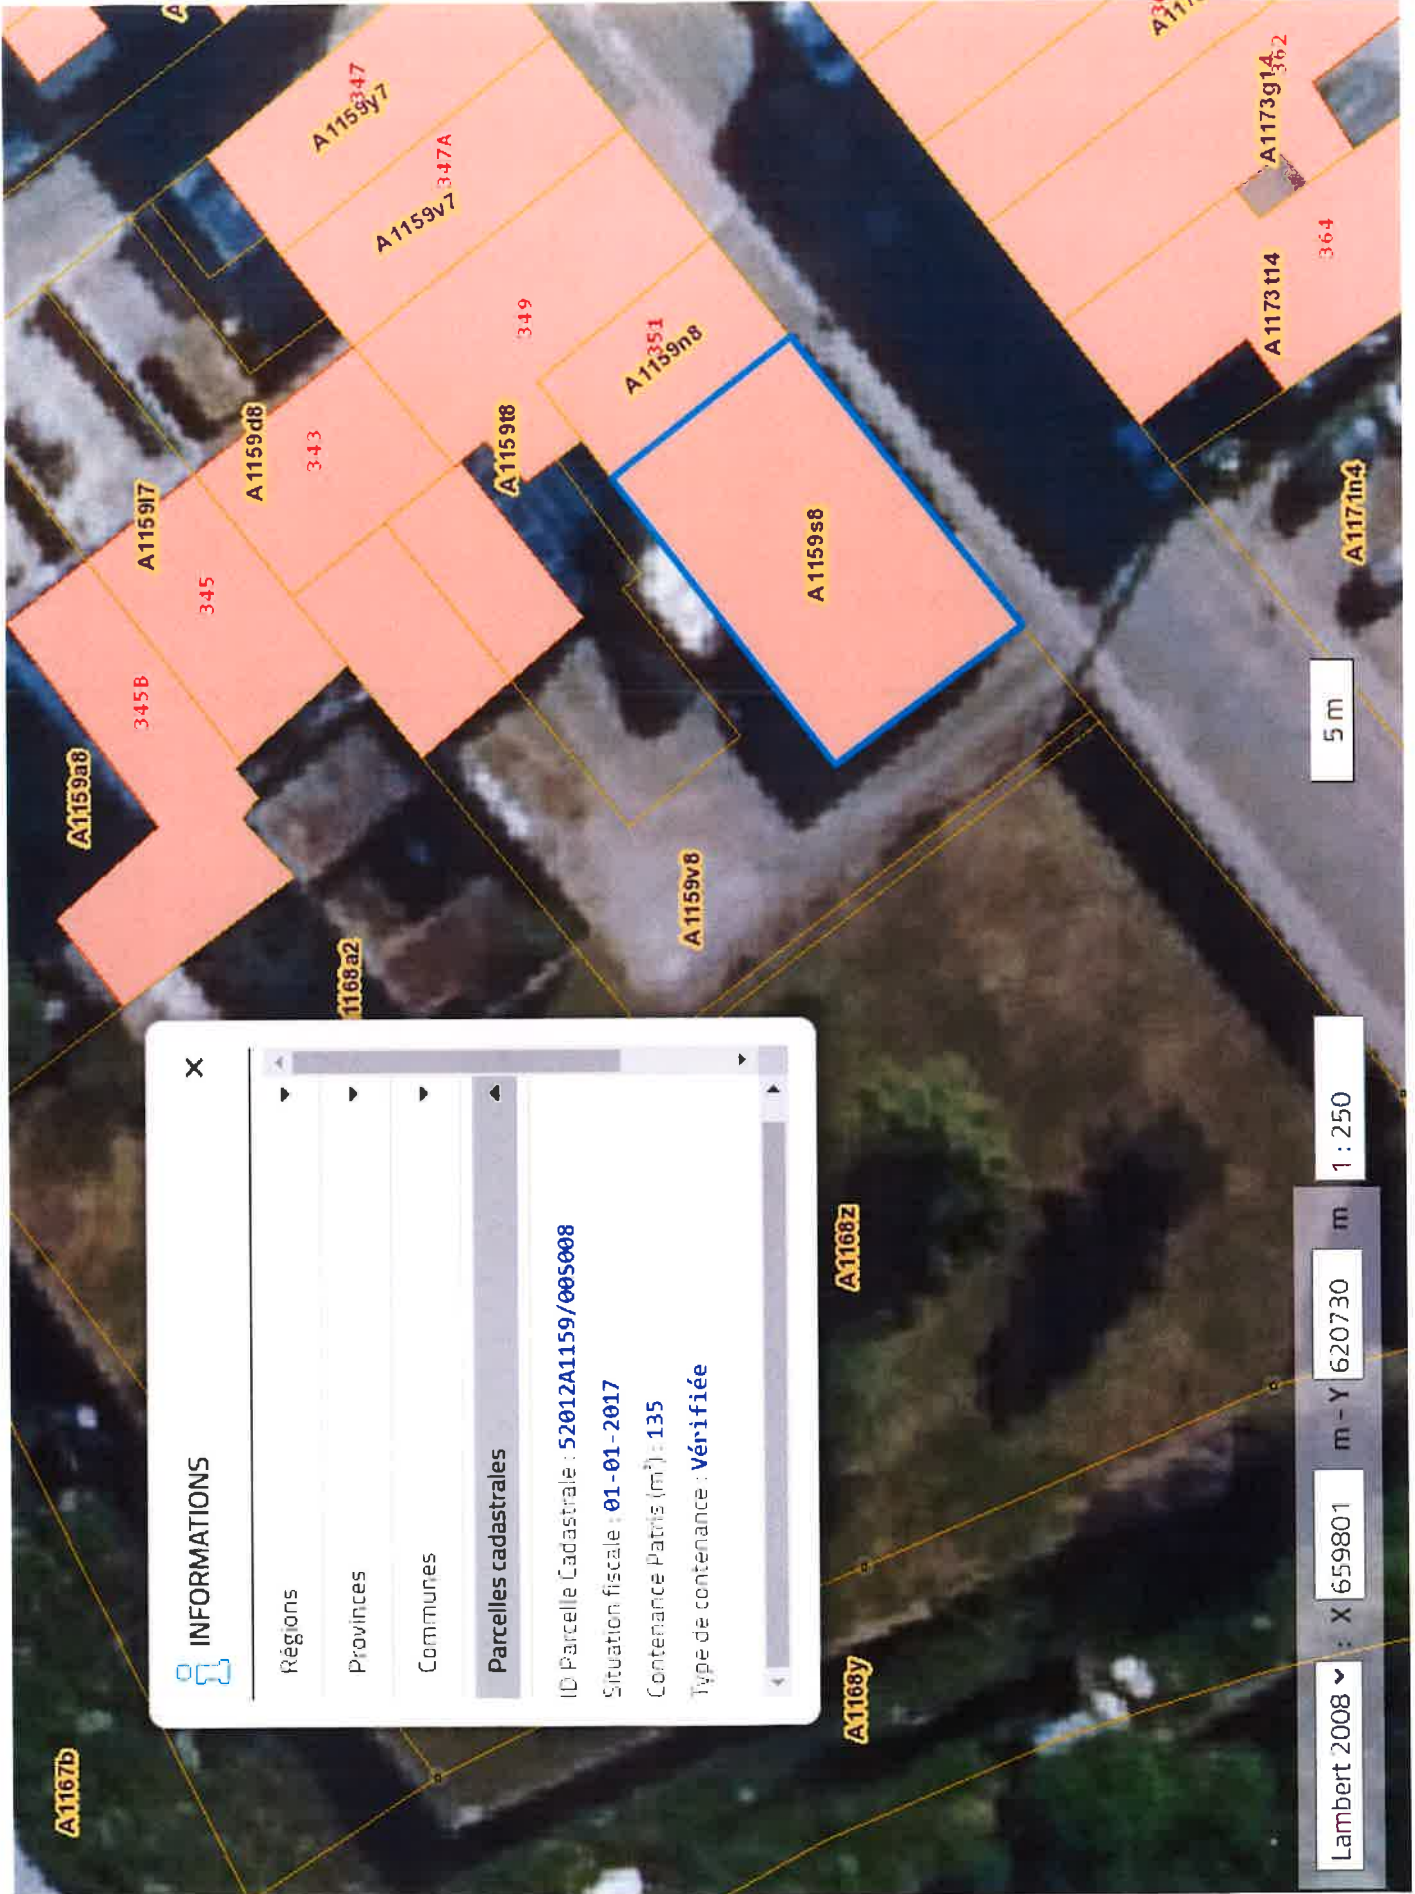 INFORMATIONS
X
Régions
Provinces
Communes
Parcelles cadastrales
ID Parcelle Cadastrale : 52012A1159/00S008
Situation fiscale : 01-01-2017
Contenance Patris (m²) : 135
Type de contenance : Vérifiée
A1167b
A1159a8
A1159l7
A1159d8
1168a2
345B
345
343
347
A1159y7
347A
A1159v7
349
A1159t8
351
A1159n8
A1159s8
A1159v8
A1168z
A1168y
362
A1173g14
364
A1173t14
A1171n4
5 m
Lambert 2008 : X 659801 m - Y 620730 m 1 : 250